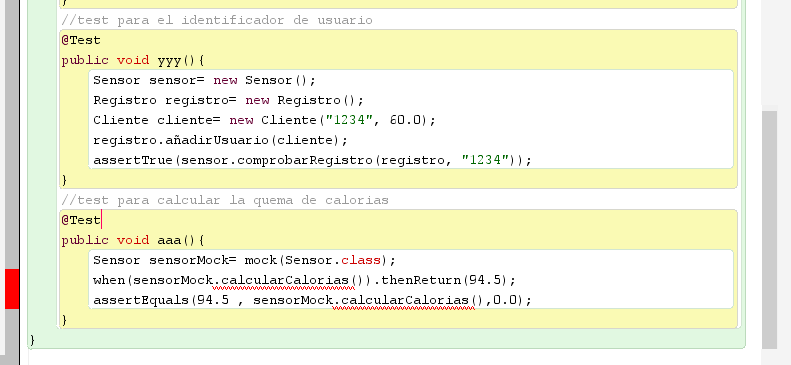 }
//test para el identificador de usuario
@Test
public void yyy(){
Sensor sensor= new Sensor();
Registro registro= new Registro();
Cliente cliente= new Cliente("1234", 60.0);
registro.añadirUsuario(cliente);
assertTrue(sensor.comprobarRegistro(registro, "1234"));
}
//test para calcular la quema de calorias
@Test
public void aaa(){
Sensor sensorMock= mock(Sensor.class);
when(sensorMock.calcularCalorias()).thenReturn(94.5);
assertEquals(94.5 , sensorMock.calcularCalorias(),0.0);
}
}